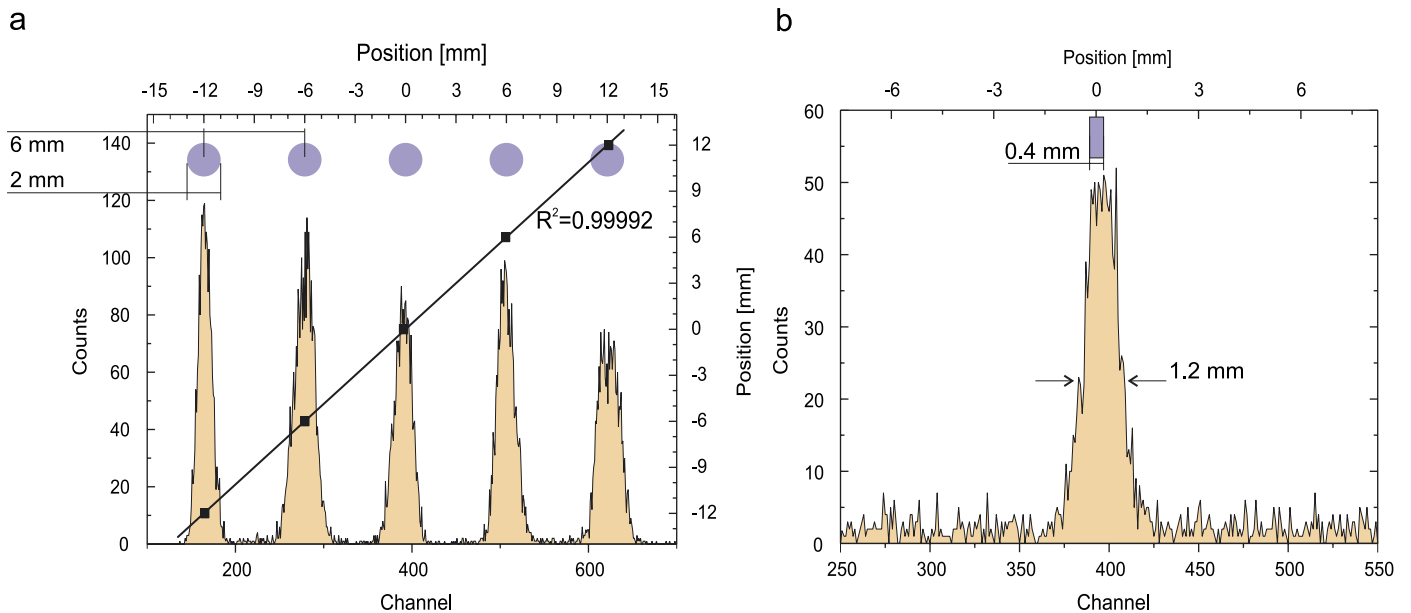 a
Position [mm]
-15 -12 -9 -6 -3 0 3 6 9 12 15
6 mm
2 mm
R²=0.99992
140
120
100
80
60
40
20
0
Counts
12
9
6
3
0
-3
-6
-9
-12
Position [mm]
200 400 600
Channel
b
Position [mm]
-6 -3 0 3 6
0.4 mm
1.2 mm
60
50
40
30
20
10
0
Counts
250 300 350 400 450 500 550
Channel